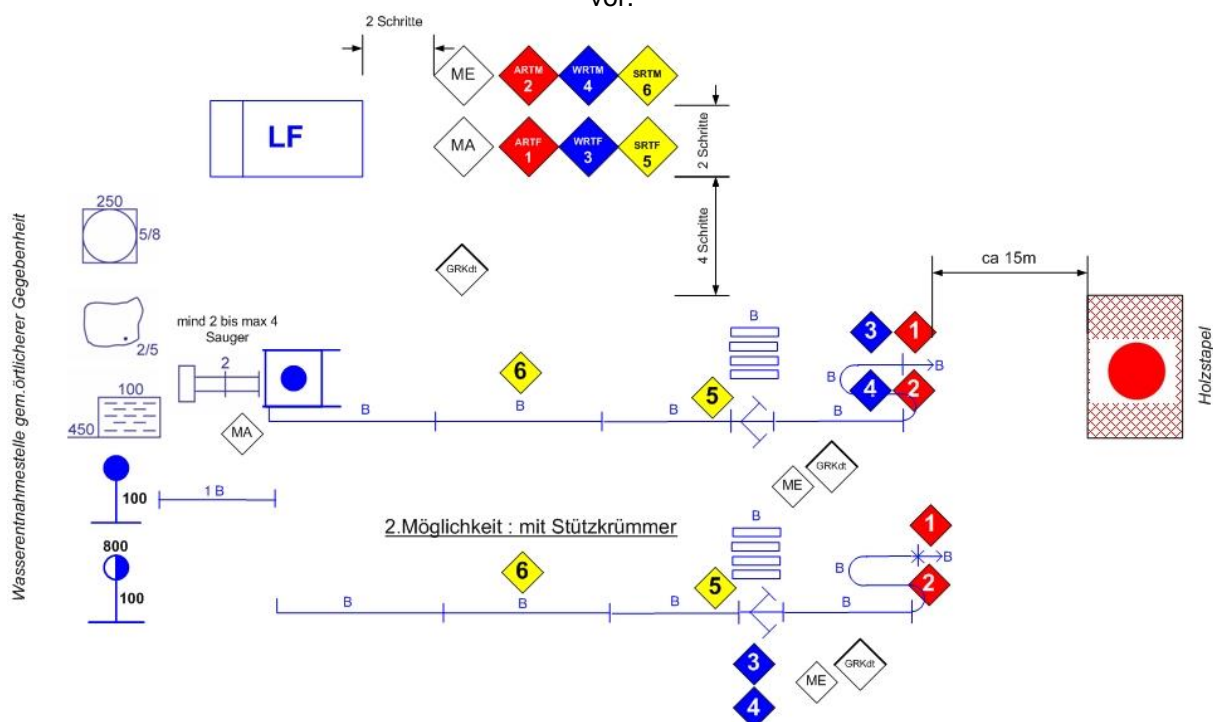 vor:
2 Schritte
ME
ARTM
2
WRTM
4
SRTM
6
LF
MA
ARTF
1
WRTF
3
SRTF
5
2 Schritte
4 Schritte
Wasserentnahmestelle gem.örtlicherer Gegebenheit
250
5/8
GRKdt
ca 15m
2/5
mind 2 bis max 4
Sauger
2
B
3
1
6
B
B
4
2
Holzstapel
100
450
5
B
B
B
B
MA
GRKdt
ME
100
1 B
2.Möglichkeit : mit Stützkrümmer
B
1
800
6
B
B
5
2
100
B
B
B
B
3
GRKdt
ME
4